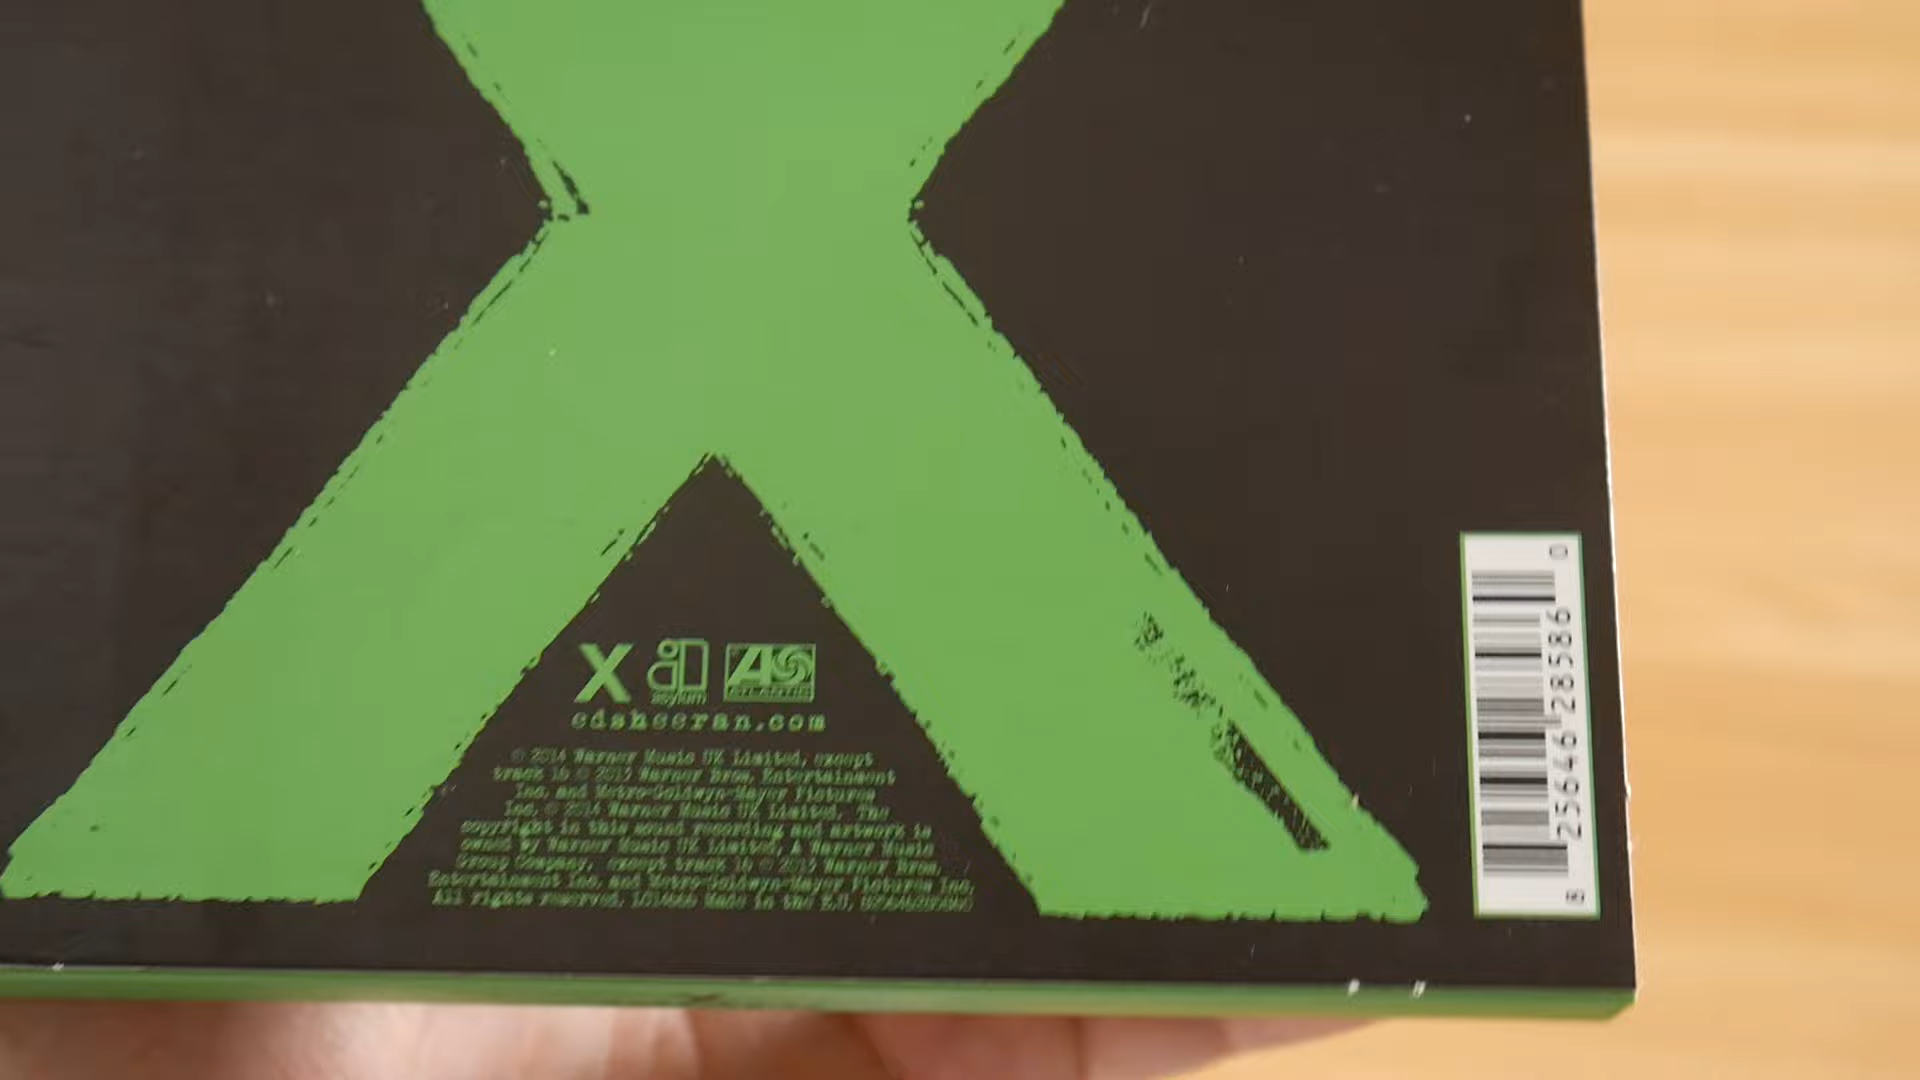 X
asylum
ATLANTIC
edsheeran.com
℗ 2014 Warner Music UK Limited, except
track 16 ℗ 2013 Warner Bros. Entertainment
Inc. and Metro-Goldwyn-Mayer Pictures
Inc. © 2014 Warner Music UK Limited. The
copyright in this sound recording and artwork is
owned by Warner Music UK Limited, A Warner Music
Group Company, except track 16 ℗ 2013 Warner Bros.
Entertainment Inc. and Metro-Goldwyn-Mayer Pictures Inc.
All rights reserved. Made in the E.U.
8 25646 28586 0